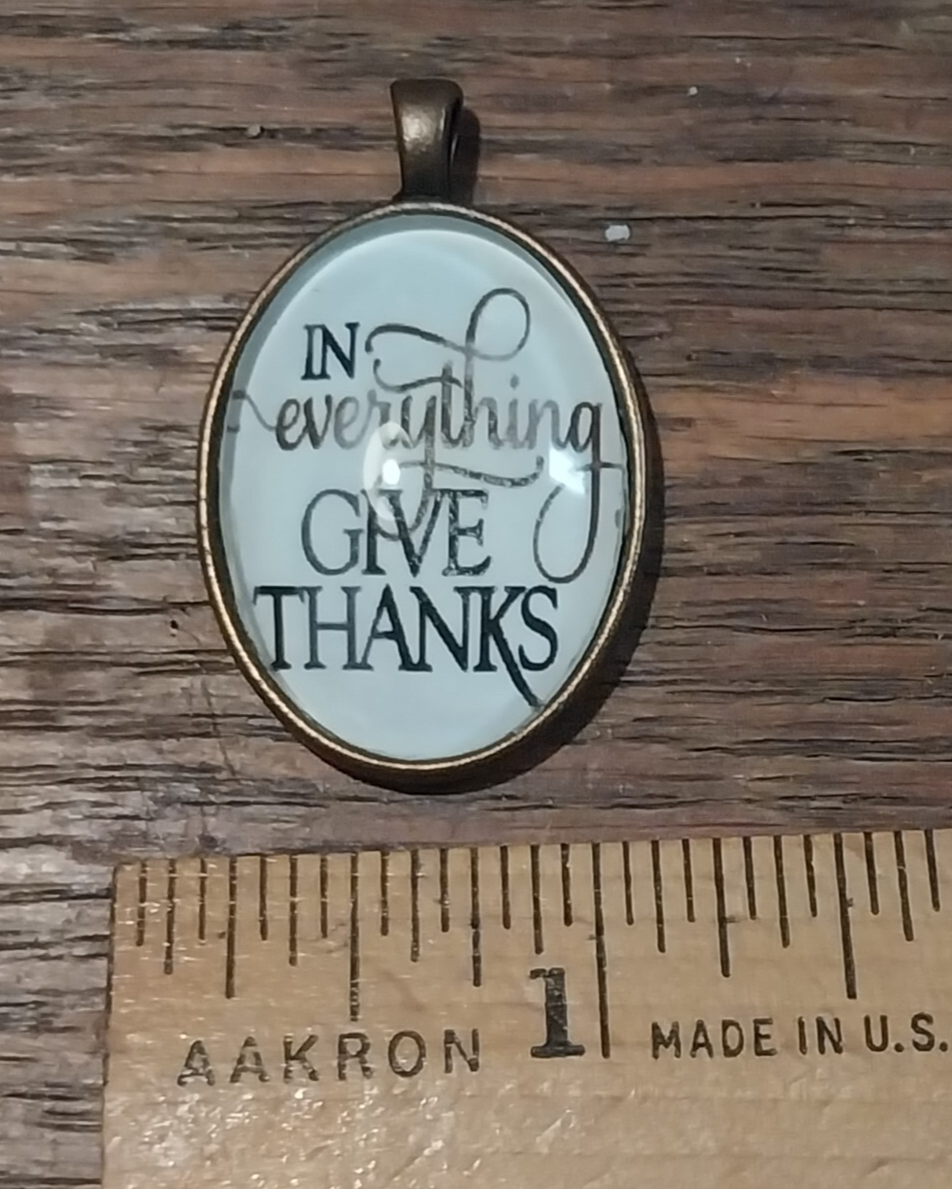 IN
everything
GIVE
THANKS
1
AAKRON MADE IN U.S.